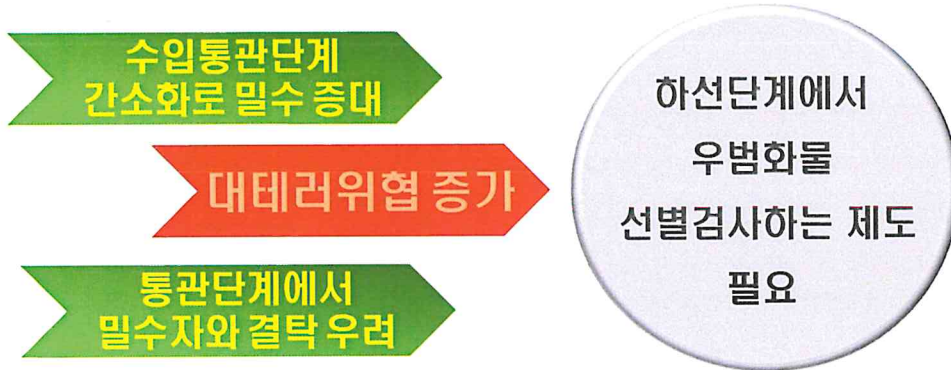 수입통관단계
간소화로 밀수 증대
대테러위협 증가
통관단계에서
밀수자와 결탁 우려
하선단계에서
우범화물
선별검사하는 제도
필요